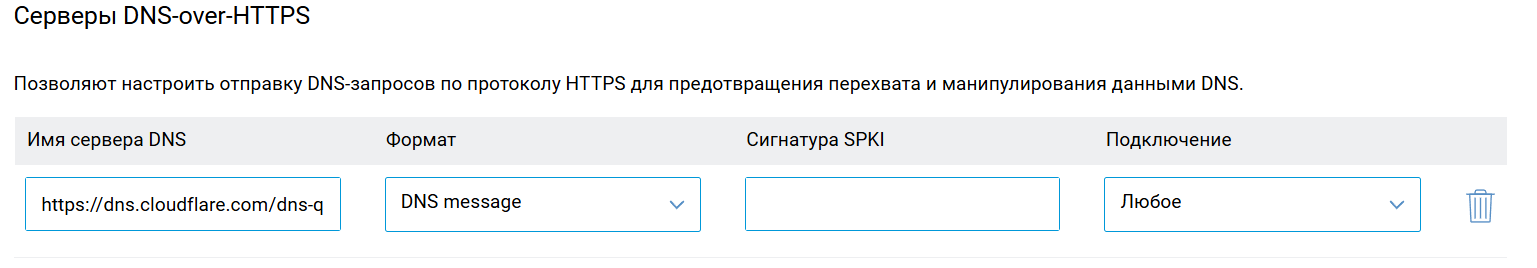 Серверы DNS-over-HTTPS
Позволяют настроить отправку DNS-запросов по протоколу HTTPS для предотвращения перехвата и манипулирования данными DNS.
Имя сервера DNS Формат Сигнатура SPKI Подключение
https://dns.cloudflare.com/dns-q DNS message Любое